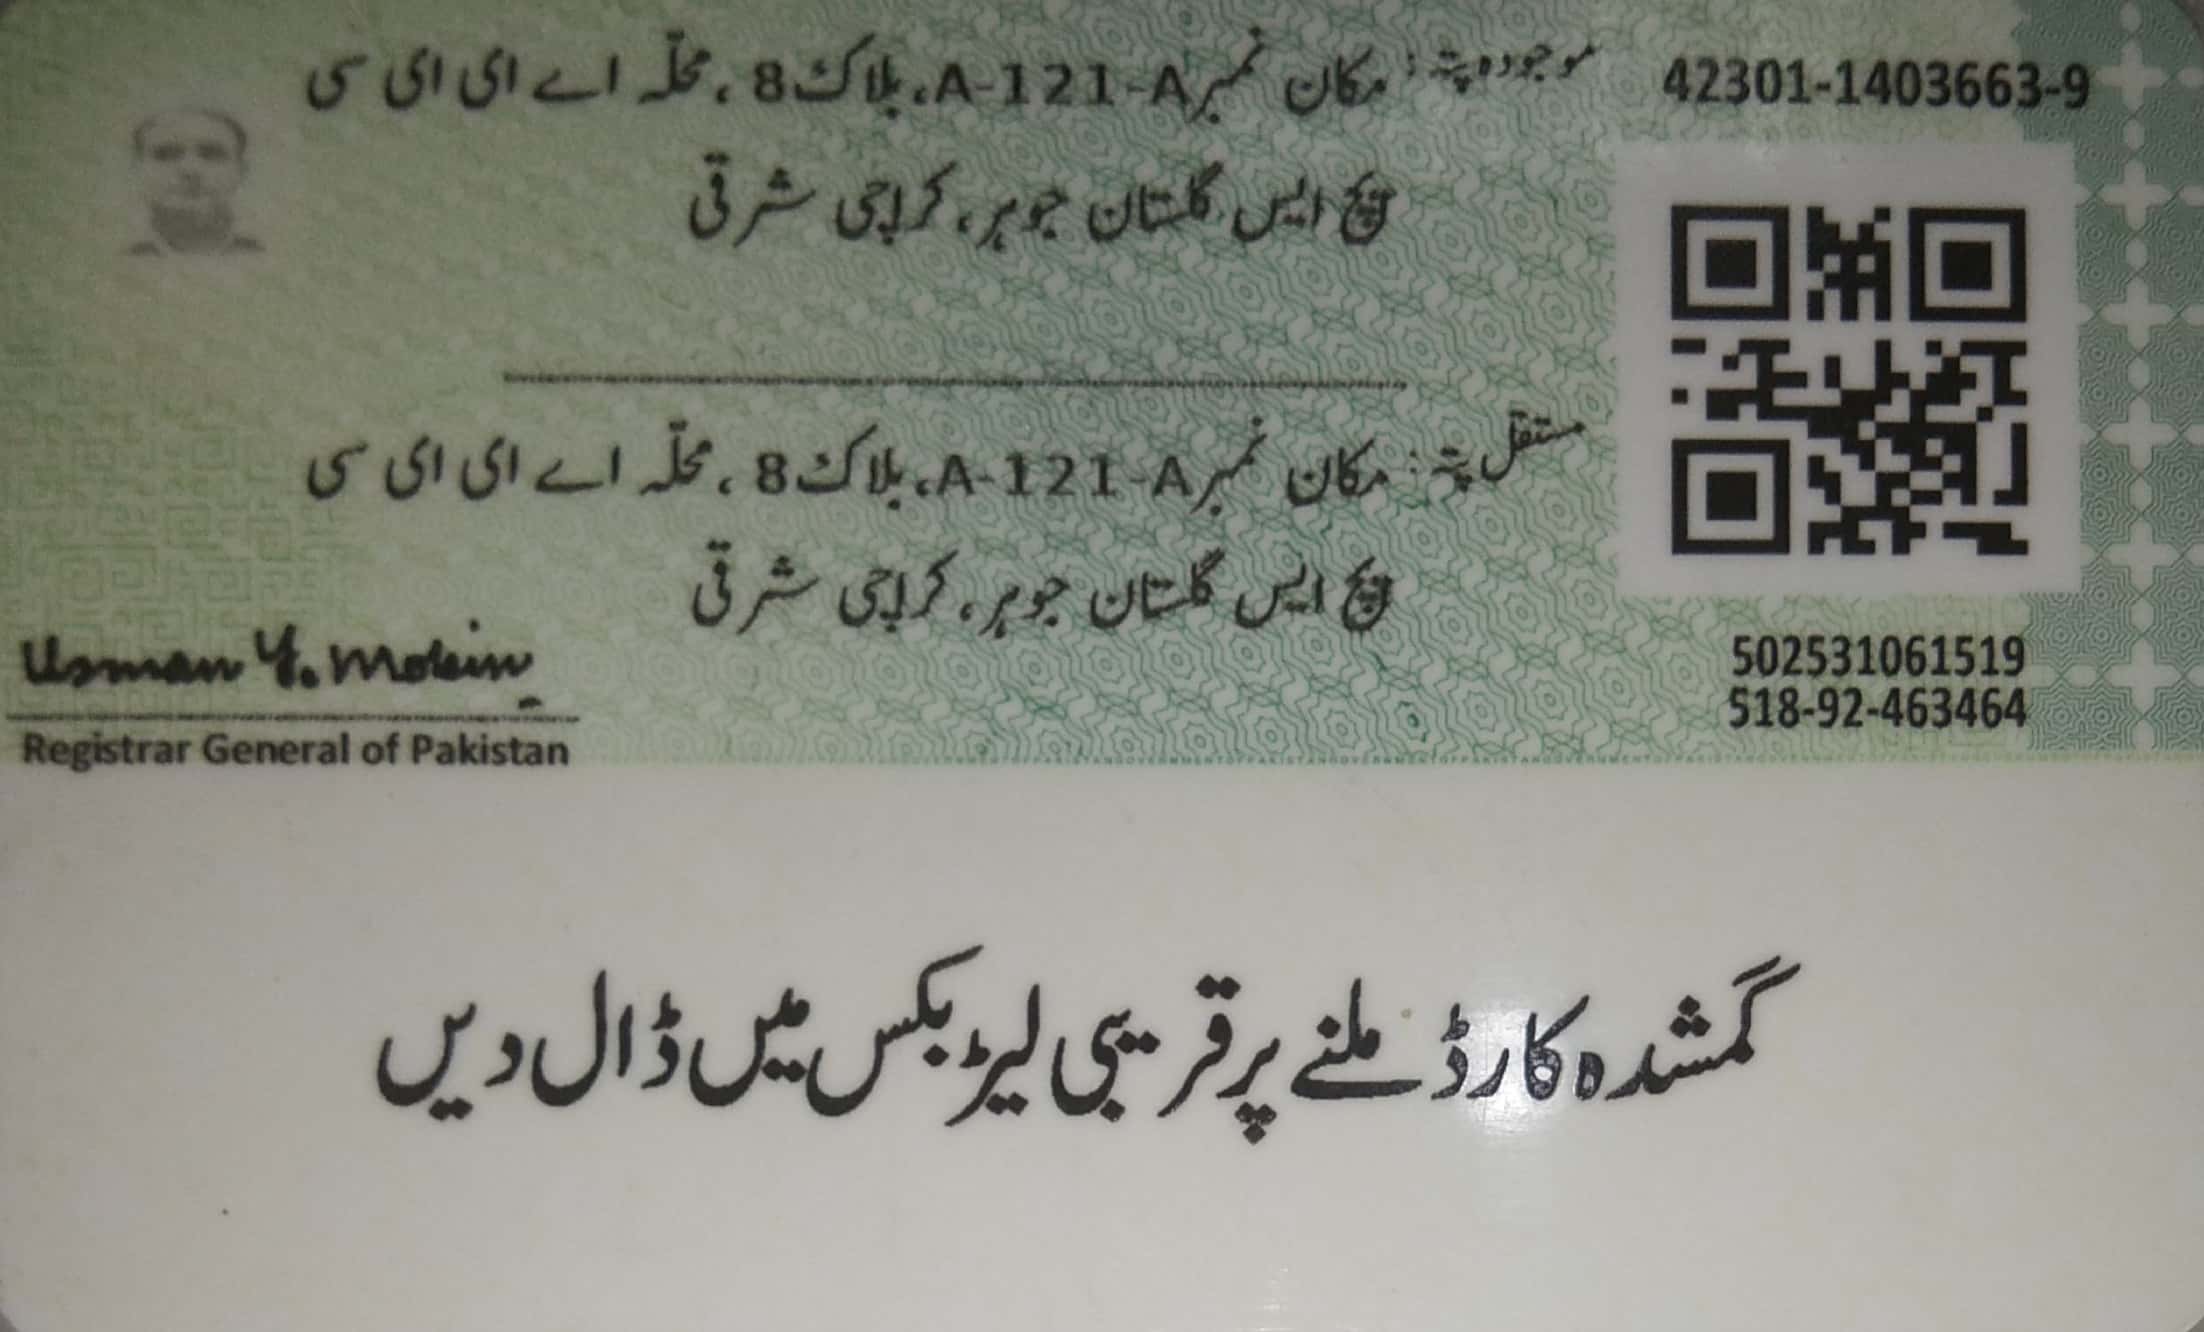 42301-1403663-9
موجودہ پتہ: مکان نمبر A-121-A، بلاک 8، محلّہ اے ای ای سی
ایچ ایس گلستان جوہر، کراچی شرقی
مستقل پتہ: مکان نمبر A-121-A، بلاک 8، محلّہ اے ای ای سی
ایچ ایس گلستان جوہر، کراچی شرقی
502531061519
518-92-463464
Usman Y. Mobin
Registrar General of Pakistan
گمشدہ کارڈ ملنے پر قریبی لیٹر بکس میں ڈال دیں